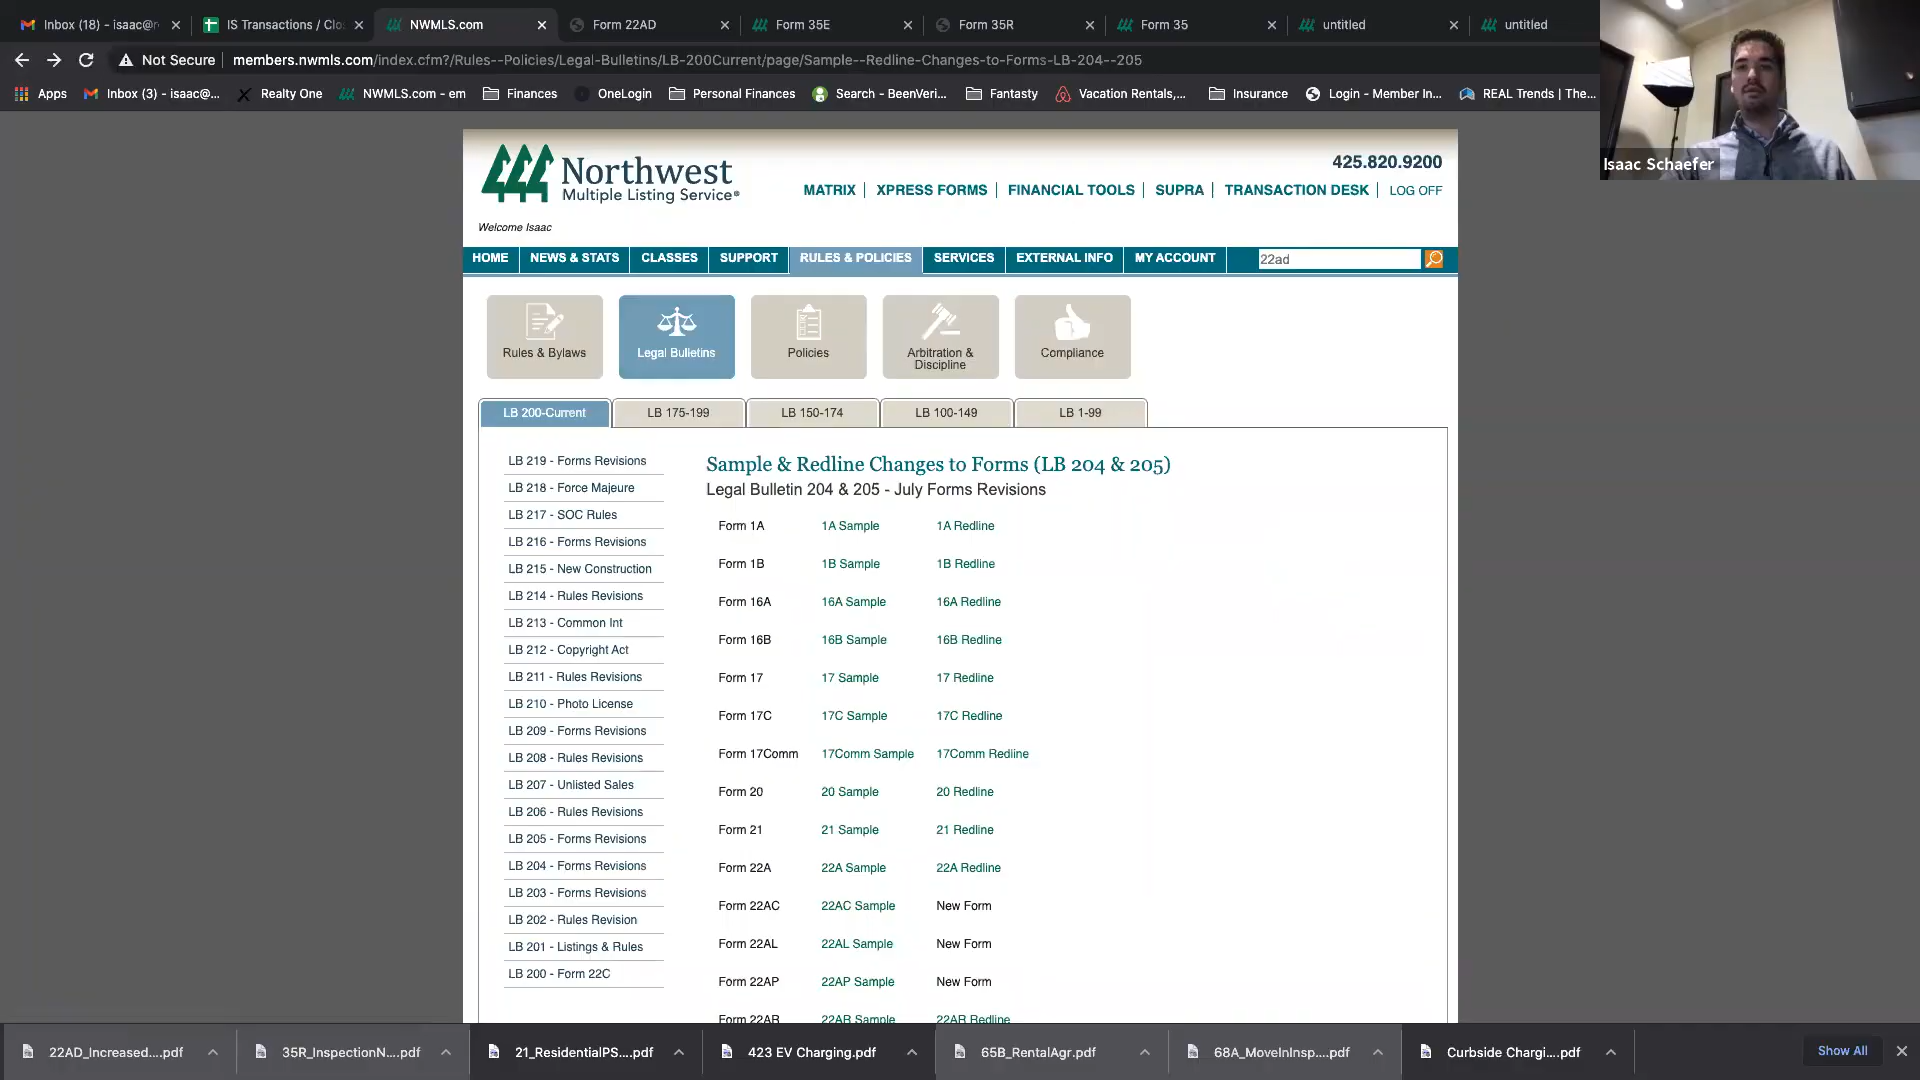 Inbox (18) - isaac@r
IS Transactions / Clo
NWMLS.com
Form 22AD
Form 35E
Form 35R
Form 35
untitled
untitled
Not Secure
members.nwmls.com/index.cfm?/Rules--Policies/Legal-Bulletins/LB-200Current/page/Sample--Redline-Changes-to-Forms-LB-204--205
Apps
Inbox (3) - isaac@...
Realty One
NWMLS.com - em
Finances
OneLogin
Personal Finances
Search - BeenVeri...
Fantasty
Vacation Rentals,...
Insurance
Login - Member In...
REAL Trends | The...
Isaac Schaefer
Northwest
Multiple Listing Service®
425.820.9200
MATRIX | XPRESS FORMS | FINANCIAL TOOLS | SUPRA | TRANSACTION DESK | LOG OFF
Welcome Isaac
HOME NEWS & STATS CLASSES SUPPORT RULES & POLICIES SERVICES EXTERNAL INFO MY ACCOUNT 22ad
Rules & Bylaws
Legal Bulletins
Policies
Arbitration &
Discipline
Compliance
LB 200-Current
LB 175-199
LB 150-174
LB 100-149
LB 1-99
LB 219 - Forms Revisions
LB 218 - Force Majeure
LB 217 - SOC Rules
LB 216 - Forms Revisions
LB 215 - New Construction
LB 214 - Rules Revisions
LB 213 - Common Int
LB 212 - Copyright Act
LB 211 - Rules Revisions
LB 210 - Photo License
LB 209 - Forms Revisions
LB 208 - Rules Revisions
LB 207 - Unlisted Sales
LB 206 - Rules Revisions
LB 205 - Forms Revisions
LB 204 - Forms Revisions
LB 203 - Forms Revisions
LB 202 - Rules Revision
LB 201 - Listings & Rules
LB 200 - Form 22C
Sample & Redline Changes to Forms (LB 204 & 205)
Legal Bulletin 204 & 205 - July Forms Revisions
Form 1A 1A Sample 1A Redline
Form 1B 1B Sample 1B Redline
Form 16A 16A Sample 16A Redline
Form 16B 16B Sample 16B Redline
Form 17 17 Sample 17 Redline
Form 17C 17C Sample 17C Redline
Form 17Comm 17Comm Sample 17Comm Redline
Form 20 20 Sample 20 Redline
Form 21 21 Sample 21 Redline
Form 22A 22A Sample 22A Redline
Form 22AC 22AC Sample New Form
Form 22AL 22AL Sample New Form
Form 22AP 22AP Sample New Form
Form 22AR 22AR Sample 22AR Redline
22AD_Increased....pdf
35R_InspectionN....pdf
21_ResidentialPS....pdf
423 EV Charging.pdf
65B_RentalAgr.pdf
68A_MoveInInsp....pdf
Curbside Chargi....pdf
Show All